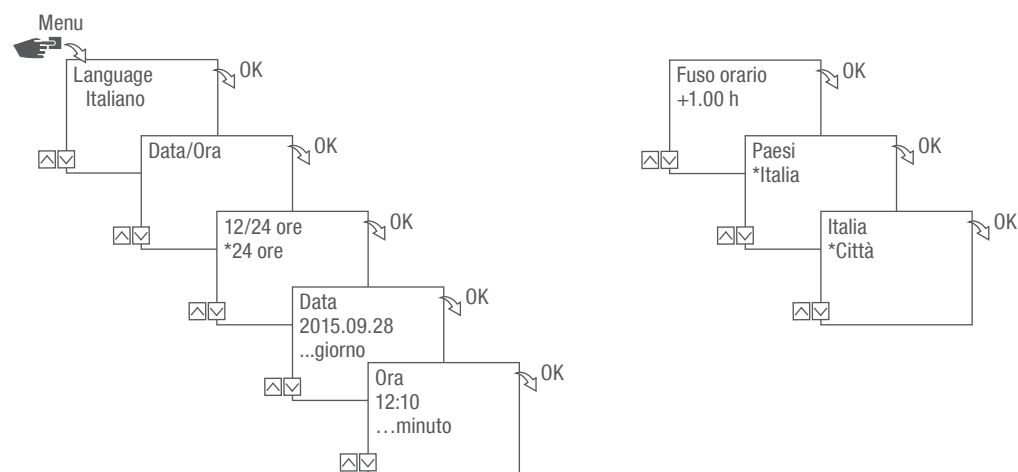 Menu
Language
Italiano
OK
Data/Ora
OK
12/24 ore
*24 ore
OK
Data
2015.09.28
...giorno
OK
Ora
12:10
...minuto
OK
Fuso orario
+1.00 h
OK
Paesi
*Italia
OK
Italia
*Città
OK